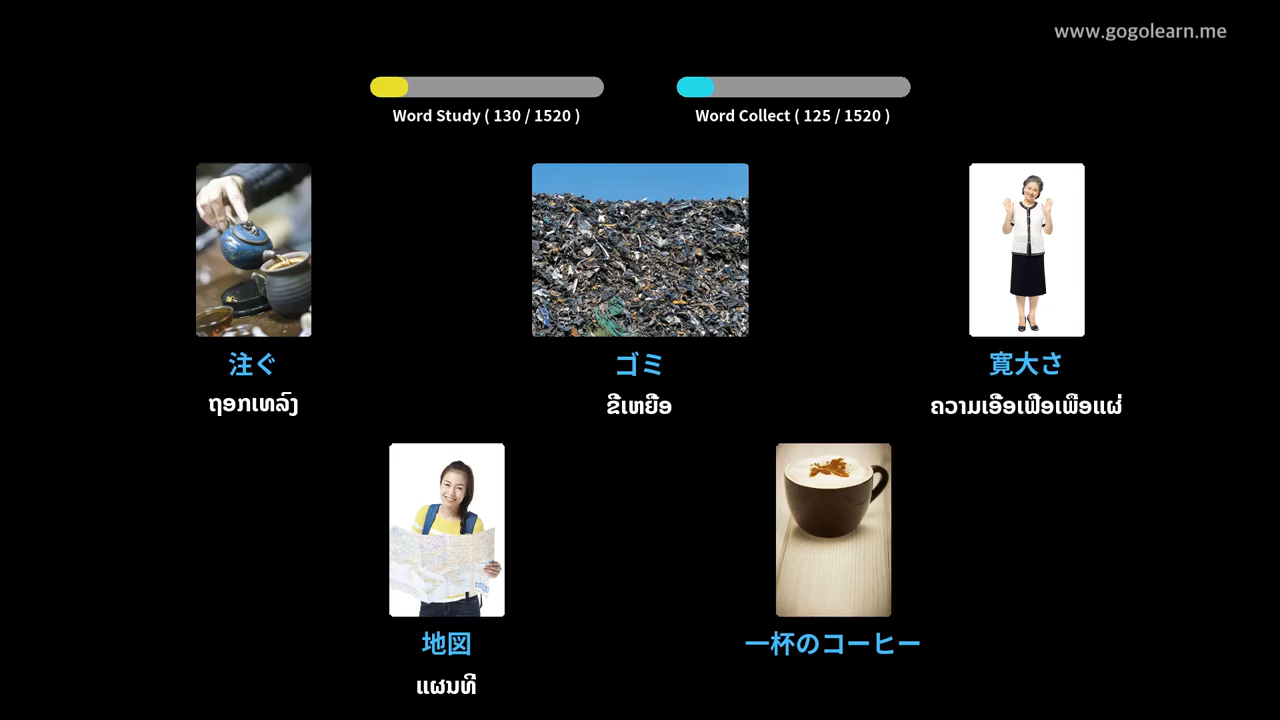 www.gogolearn.me
Word Study ( 130 / 1520 )
Word Collect ( 125 / 1520 )
注ぐ
ゴミ
寛大さ
ຖອກເທລົງ
ຂີ້ເຫຍື້ອ
ຄວາມເອື້ອເຟື້ອເພື່ອແຜ່
地図
一杯のコーヒー
ແຜນທີ່